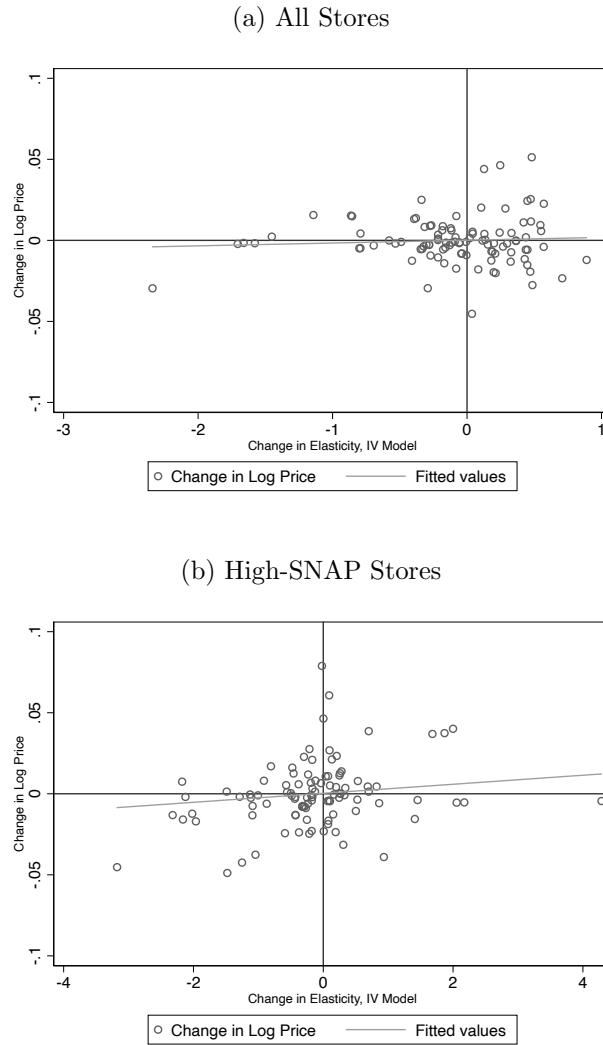 (a) All Stores
.1
.05
0
-.05
-.1
Change in Log Price
-3 -2 -1 0 1
Change in Elasticity, IV Model
Change in Log Price Fitted values
(b) High-SNAP Stores
.1
.05
0
-.05
-.1
Change in Log Price
-4 -2 0 2 4
Change in Elasticity, IV Model
Change in Log Price Fitted values